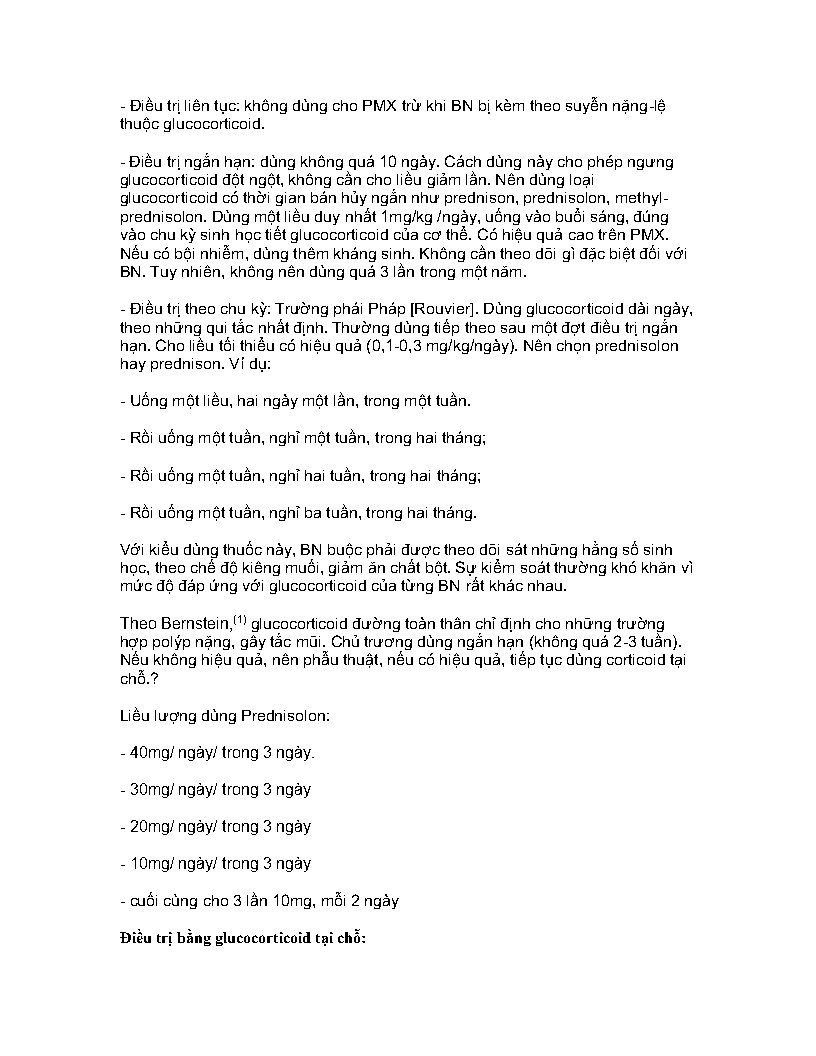 - Điều trị liên tục: không dùng cho PMX trừ khi BN bị kèm theo suyễn nặng-lệ
thuộc glucocorticoid.
- Điều trị ngắn hạn: dùng không quá 10 ngày. Cách dùng này cho phép ngưng
glucocorticoid đột ngột, không cần cho liều giảm lần. Nên dùng loại
glucocorticoid có thời gian bán hủy ngắn như prednison, prednisolon, methyl-
prednisolon. Dùng một liều duy nhất 1mg/kg /ngày, uống vào buổi sáng, đúng
vào chu kỳ sinh học tiết glucocorticoid của cơ thể. Có hiệu quả cao trên PMX.
Nếu có bội nhiễm, dùng thêm kháng sinh. Không cần theo dõi gì đặc biệt đối với
BN. Tuy nhiên, không nên dùng quá 3 lần trong một năm.
- Điều trị theo chu kỳ: Trường phái Pháp [Rouvier]. Dùng glucocorticoid dài ngày,
theo những qui tắc nhất định. Thường dùng tiếp theo sau một đợt điều trị ngắn
hạn. Cho liều tối thiểu có hiệu quả (0,1-0,3 mg/kg/ngày). Nên chọn prednisolon
hay prednison. Ví dụ:
- Uống một liều, hai ngày một lần, trong một tuần.
- Rồi uống một tuần, nghỉ một tuần, trong hai tháng;
- Rồi uống một tuần, nghỉ hai tuần, trong hai tháng;
- Rồi uống một tuần, nghỉ ba tuần, trong hai tháng.
Với kiểu dùng thuốc này, BN buộc phải được theo dõi sát những hằng số sinh
học, theo chế độ kiêng muối, giảm ăn chất bột. Sự kiểm soát thường khó khăn vì
mức độ đáp ứng với glucocorticoid của từng BN rất khác nhau.
Theo Bernstein,(1) glucocorticoid đường toàn thân chỉ định cho những trường
hợp polýp nặng, gây tắc mũi. Chủ trương dùng ngắn hạn (không quá 2-3 tuần).
Nếu không hiệu quả, nên phẫu thuật, nếu có hiệu quả, tiếp tục dùng corticoid tại
chỗ.?
Liều lượng dùng Prednisolon:
- 40mg/ ngày/ trong 3 ngày.
- 30mg/ ngày/ trong 3 ngày
- 20mg/ ngày/ trong 3 ngày
- 10mg/ ngày/ trong 3 ngày
- cuối cùng cho 3 lần 10mg, mỗi 2 ngày
Điều trị bằng glucocorticoid tại chỗ: